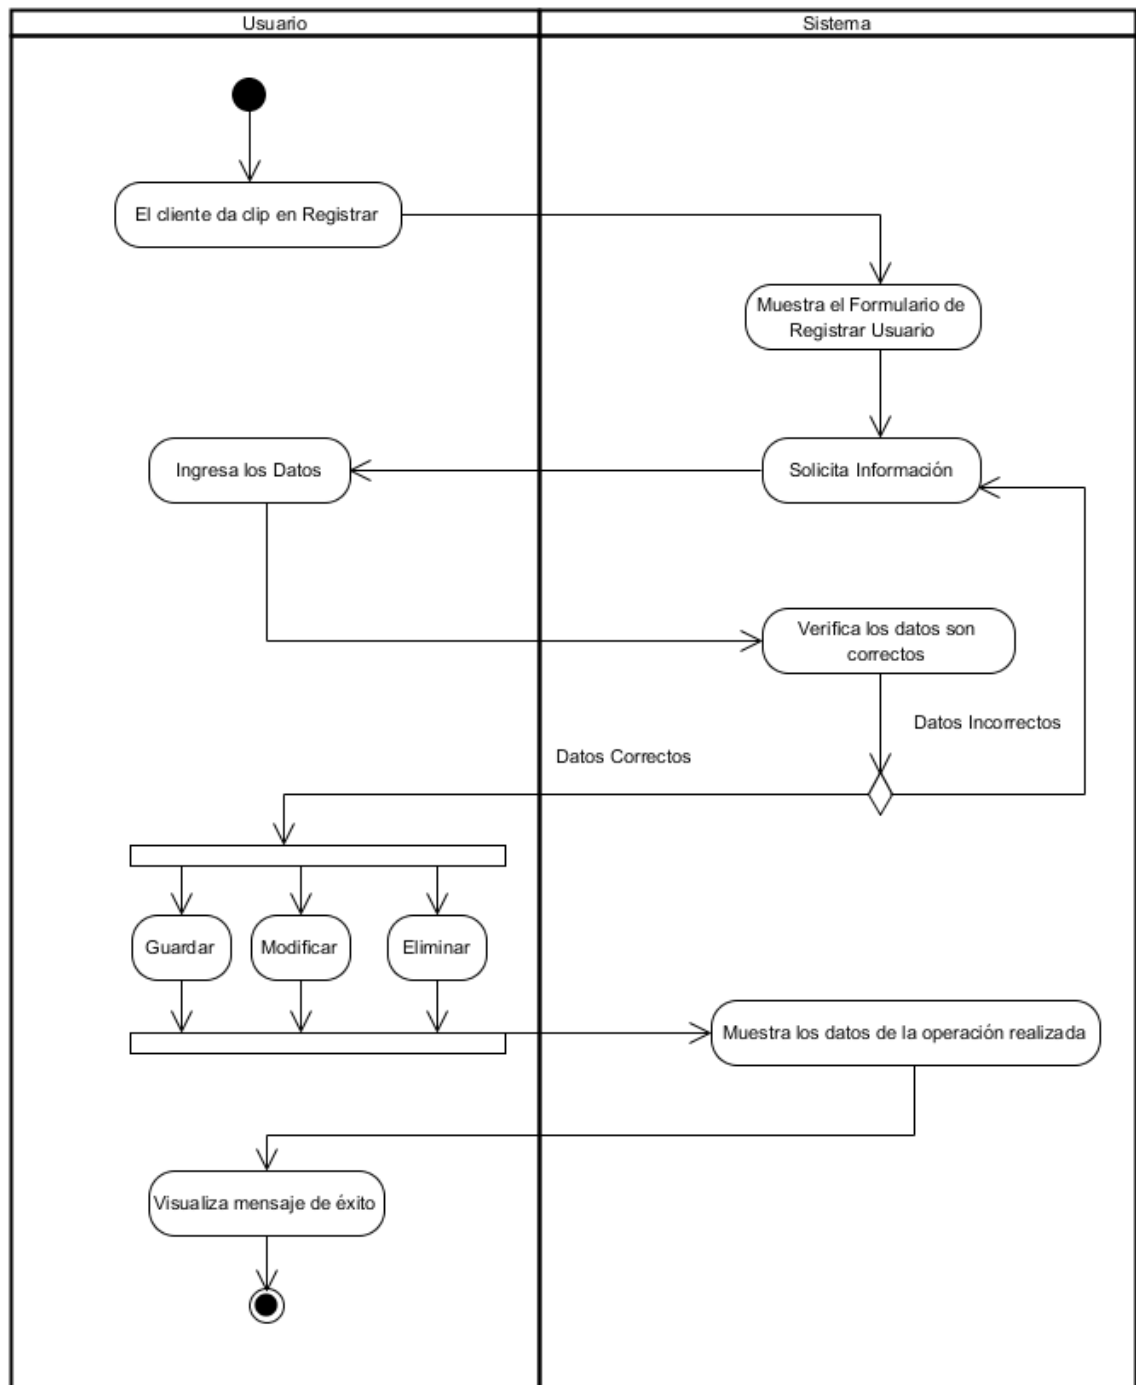 Usuario
Sistema
El cliente da clip en Registrar
Muestra el Formulario de
Registrar Usuario
Ingresa los Datos
Solicita Información
Verifica los datos son
correctos
Datos Incorrectos
Datos Correctos
Guardar
Modificar
Eliminar
Muestra los datos de la operación realizada
Visualiza mensaje de éxito